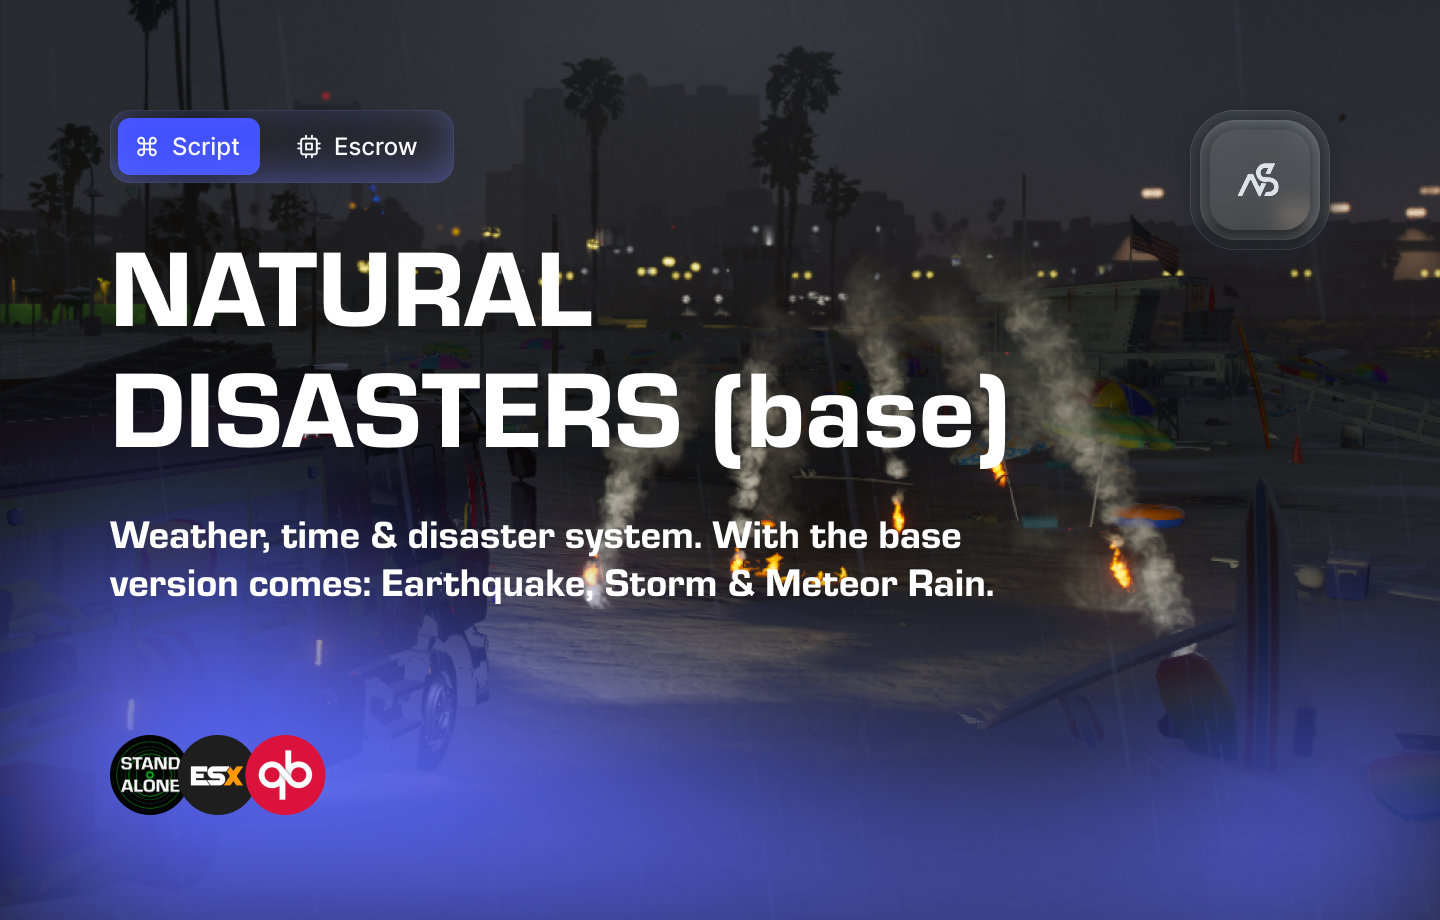 Script
Escrow
NATURAL
DISASTERS (base)
Weather, time & disaster system. With the base
version comes: Earthquake, Storm & Meteor Rain.
STAND
ALONE
ESX
qb